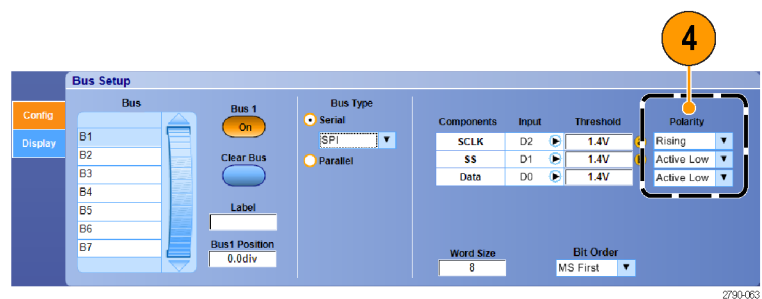 4
Bus Setup
Config
Display
Bus
B1
B2
B3
B4
B5
B6
B7
Bus 1
On
Clear Bus
Label
Bus1 Position
0.0div
Bus Type
Serial
SPI
Parallel
Components Input Threshold Polarity
SCLK D2 1.4V Rising
SS D1 1.4V Active Low
Data D0 1.4V Active Low
Word Size
8
Bit Order
MS First
2790-063